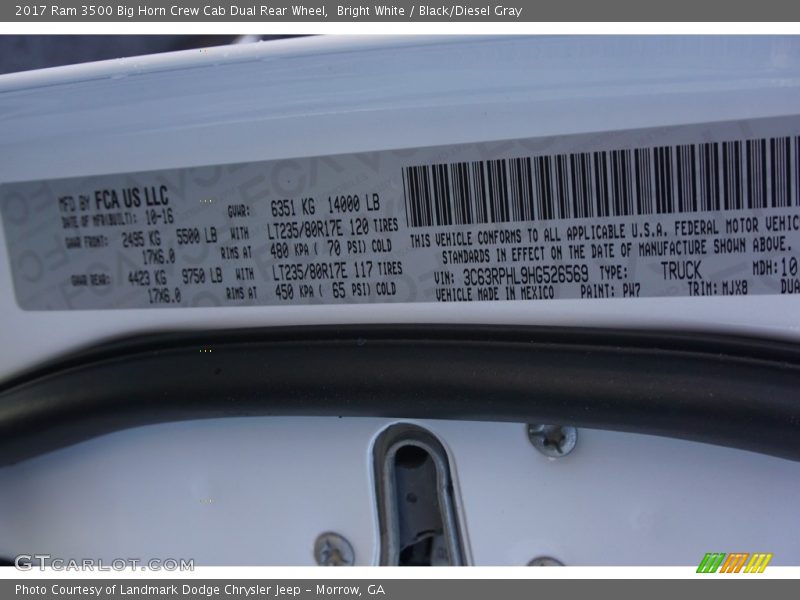 2017 Ram 3500 Big Horn Crew Cab Dual Rear Wheel,  Bright White / Black/Diesel Gray
MFD BY FCA US LLC
DATE OF MFR(BUILT): 10-16
GVWR: 6351 KG 14000 LB
GAWR FRONT: 2495 KG 5500 LB WITH LT235/80R17E 120 TIRES
17X6.0 RIMS AT 480 KPA ( 70 PSI) COLD
GAWR REAR: 4423 KG 9750 LB WITH LT235/80R17E 117 TIRES
17X6.0 RIMS AT 450 KPA ( 65 PSI) COLD
THIS VEHICLE CONFORMS TO ALL APPLICABLE U.S.A. FEDERAL MOTOR VEHIC
STANDARDS IN EFFECT ON THE DATE OF MANUFACTURE SHOWN ABOVE.
VIN: 3C63RPHL9HG526569 TYPE: TRUCK MDH: 10
VEHICLE MADE IN MEXICO PAINT: PW7 TRIM: MJX8 DUA
GTcarlot.com
Photo Courtesy of Landmark Dodge Chrysler Jeep – Morrow, GA